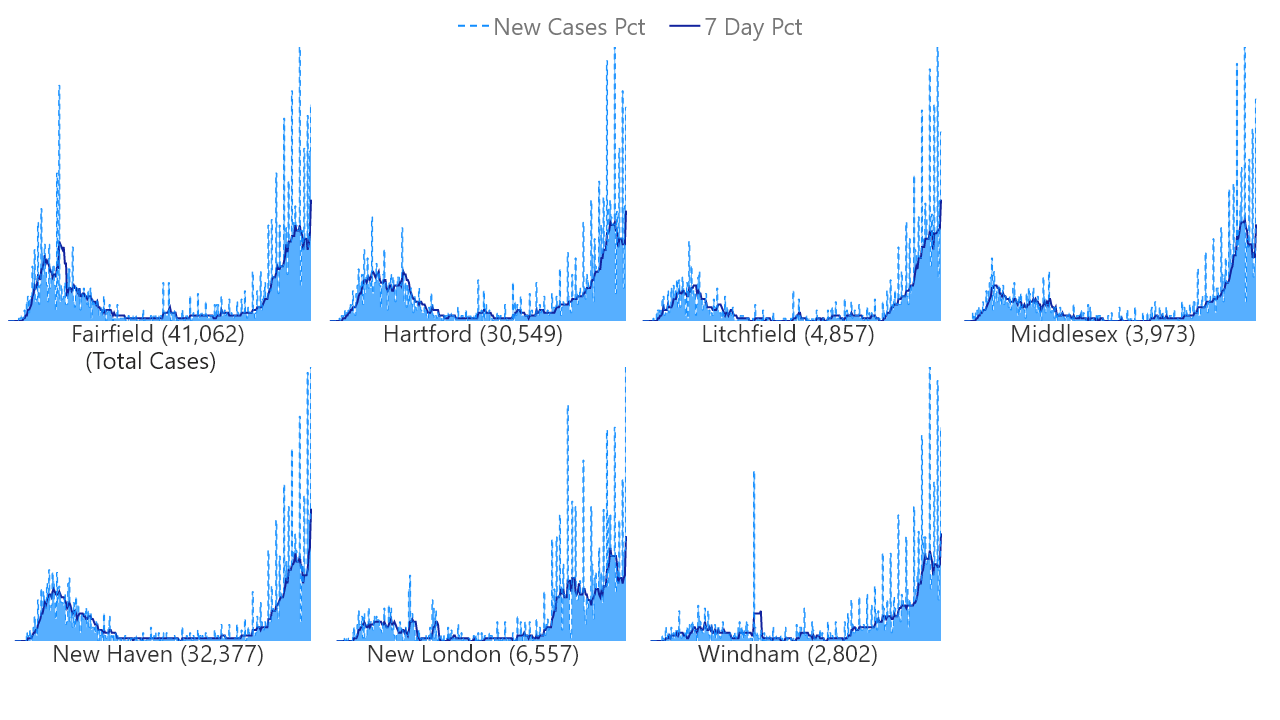 New Cases Pct 7 Day Pct
Fairfield (41,062)
(Total Cases)
Hartford (30,549)
Litchfield (4,857)
Middlesex (3,973)
New Haven (32,377)
New London (6,557)
Windham (2,802)